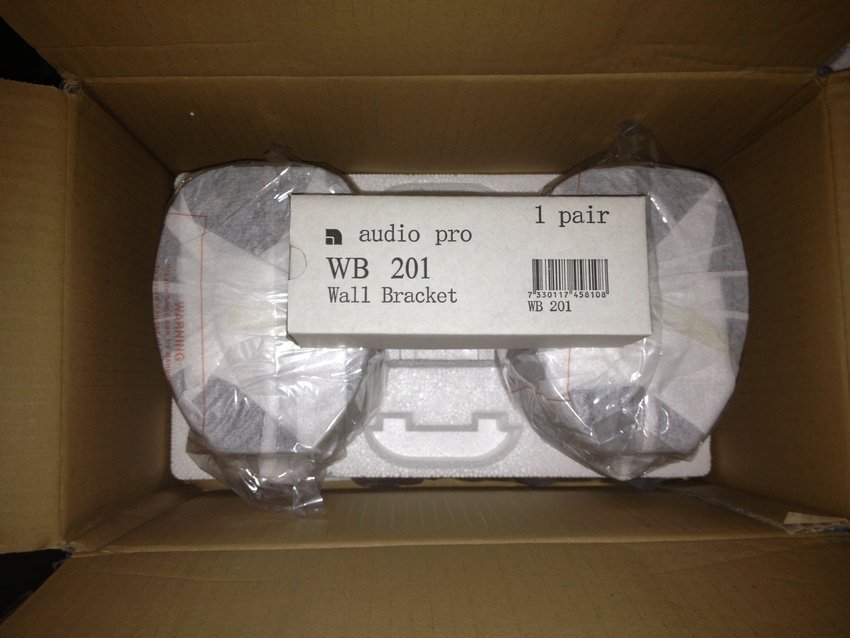 1 pair
audio pro
WB 201
Wall Bracket
7 330117 458108
WB 201
WARNING